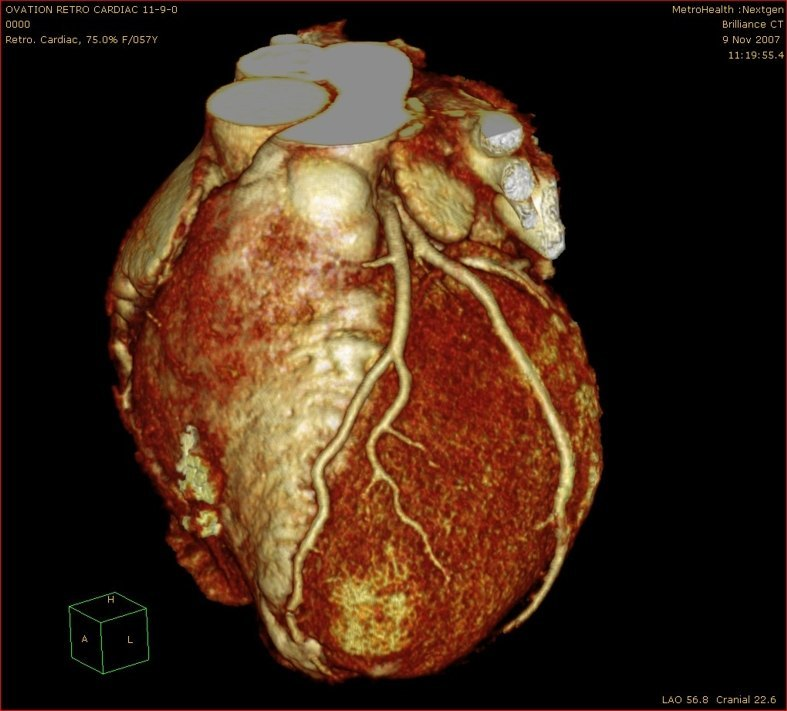 OVATION RETRO CARDIAC 11-9-0
0000
Retro. Cardiac, 75.0% F/057Y
MetroHealth :Nextgen
Brilliance CT
9 Nov 2007
11:19:55.4
H
A
L
LAO 56.8 Cranial 22.6